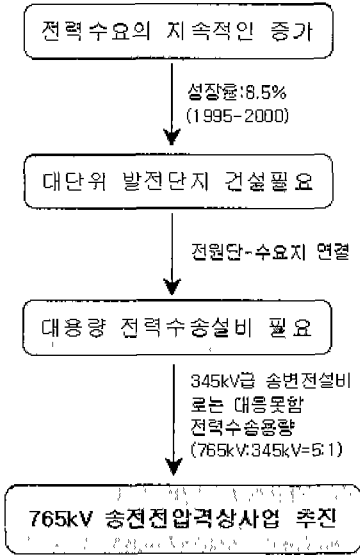 전력수요의 지속적인 증가
성장율:8.5%
(1995-2000)
대단위 발전단지 건설필요
전원단-수요지 연결
대용량 전력수송설비 필요
345kV급 송변전설비
로는 대응못함
전력수송용량
(765kV:345kV=5:1)
765kV 송전전압격상사업 추진